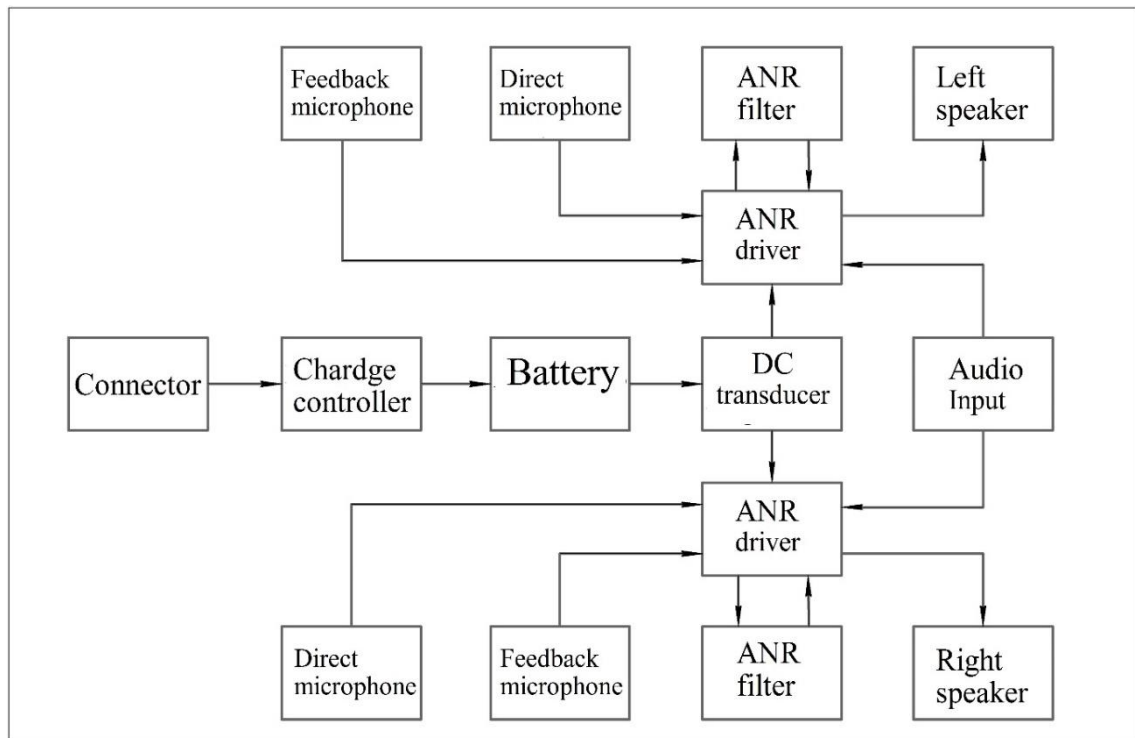 Feedback
microphone
Direct
microphone
ANR
filter
Left
speaker
ANR
driver
Connector
Chardge
controller
Battery
DC
transducer
Audio
Input
ANR
driver
Direct
microphone
Feedback
microphone
ANR
filter
Right
speaker